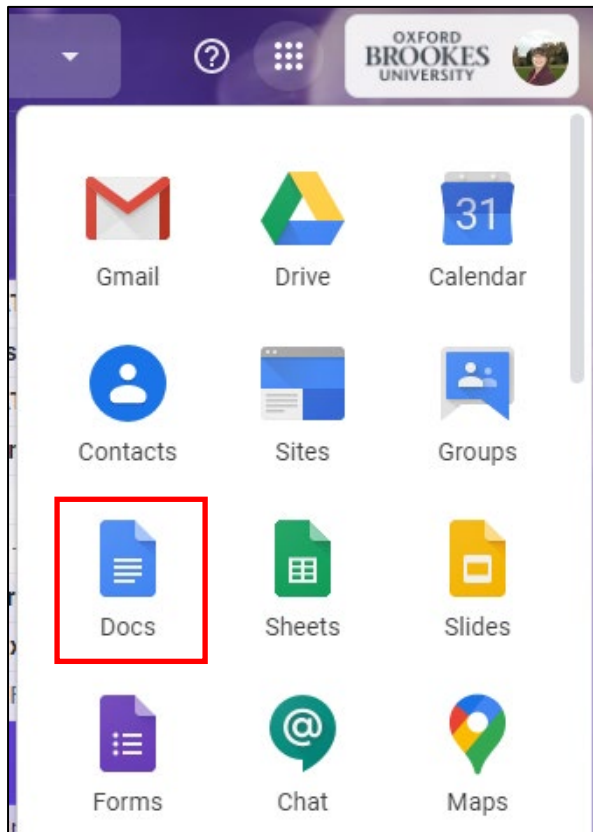 OXFORD
BROOKES
UNIVERSITY
31
Gmail Drive Calendar
Contacts Sites Groups
Docs Sheets Slides
@
Forms Chat Maps